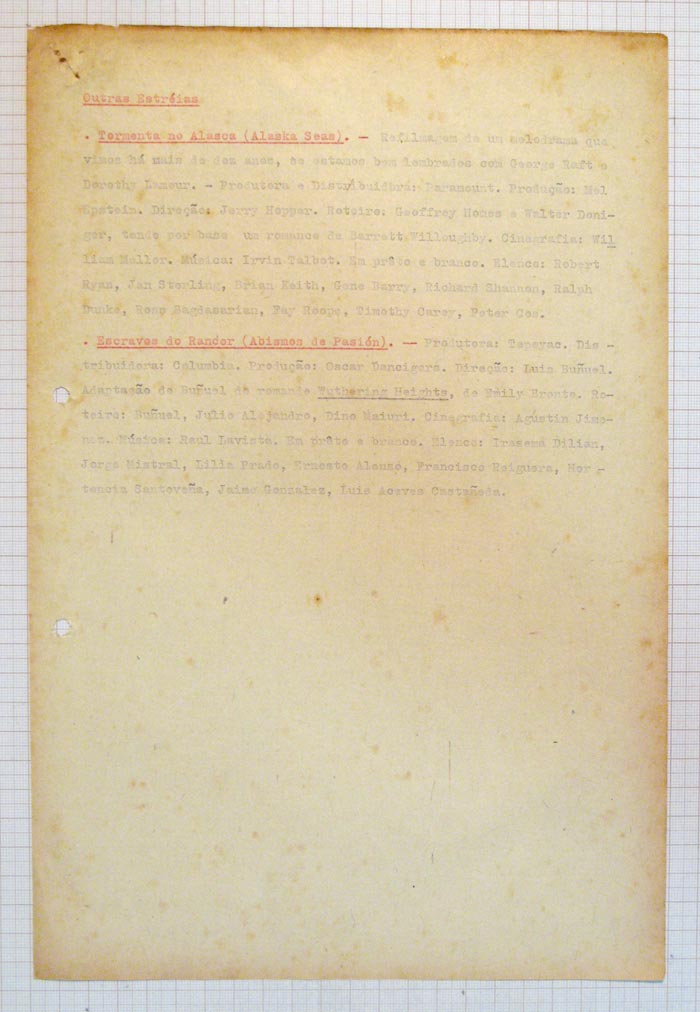 Outras Estréias
. Tormenta no Alasca (Alaska Seas). — Refilmagem de um melodrama que
vimos há mais de dez anos, se estamos bem lembrados com George Raft e
Dorothy Lamour. - Produtora e Distribuidora: Paramount. Produção: Mel
Epstein. Direção: Jerry Hopper. Roteiro: Geoffrey Homes e Walter Doni-
ger, tendo por base um romance de Barrett Willoughby. Cinegrafia: Wil
liam Mellor. Música: Irvin Talbot. Em prêto e branco. Elenco: Robert
Ryan, Jan Sterling, Brian Keith, Gene Barry, Richard Shannon, Ralph
Dumke, Ross Bagdasarian, Fay Roope, Timothy Carey, Peter Coe.
. Escravos do Rancor (Abismos de Pasión). — Produtora: Tepeyac. Dis -
tribuidora: Columbia. Produção: Oscar Dancigers. Direção: Luis Buñuel.
Adaptação de Buñuel do romande Wuthering Heights, de Emily Bronte. Ro-
teiro: Buñuel, Julio Alejandro, Dino Maiuri. Cinegrafia: Agustin Jime-
nez. Música: Raul Lavista. Em prêto e branco. Elenco: Irasema Dilian,
Jorge Mistral, Lilia Prado, Ernesto Alonso, Francisco Reiguera, Hor -
tencia Santoveña, Jaime Gonzalez, Luis Aceves Castañeda.